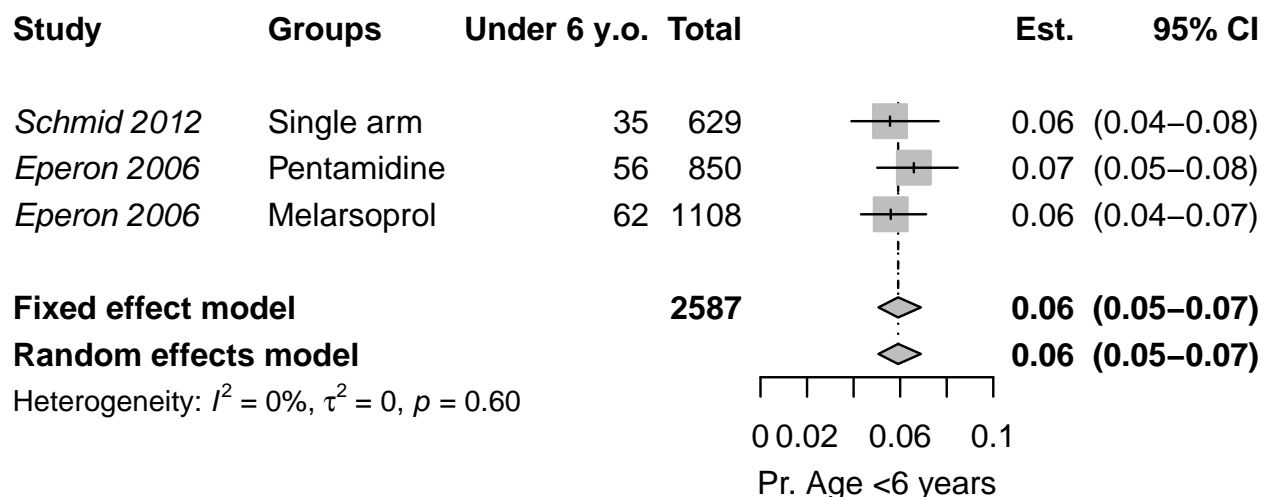 Study Groups Under 6 y.o. Total Est. 95% CI
Schmid 2012 Single arm 35 629 0.06 (0.04−0.08)
Eperon 2006 Pentamidine 56 850 0.07 (0.05−0.08)
Eperon 2006 Melarsoprol 62 1108 0.06 (0.04−0.07)
Fixed effect model 2587 0.06 (0.05−0.07)
Random effects model 0.06 (0.05−0.07)
Heterogeneity: I² = 0%, τ² = 0, p = 0.60
0 0.02 0.06 0.1
Pr. Age <6 years